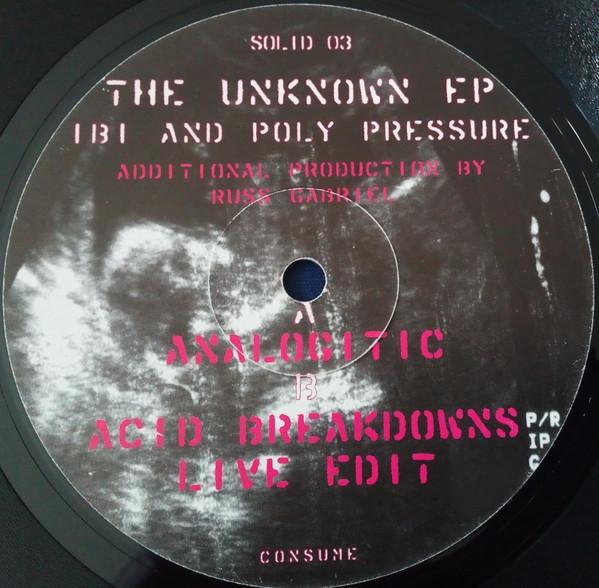 SOLID 03
THE UNKNOWN EP
IBI AND POLY PRESSURE
ADDITIONAL PRODUCTION BY
RUSS GABRIEL
A
ANALOGITIC
B
ACID BREAKDOWNS
LIVE EDIT
P/R
IP
G
CONSUME